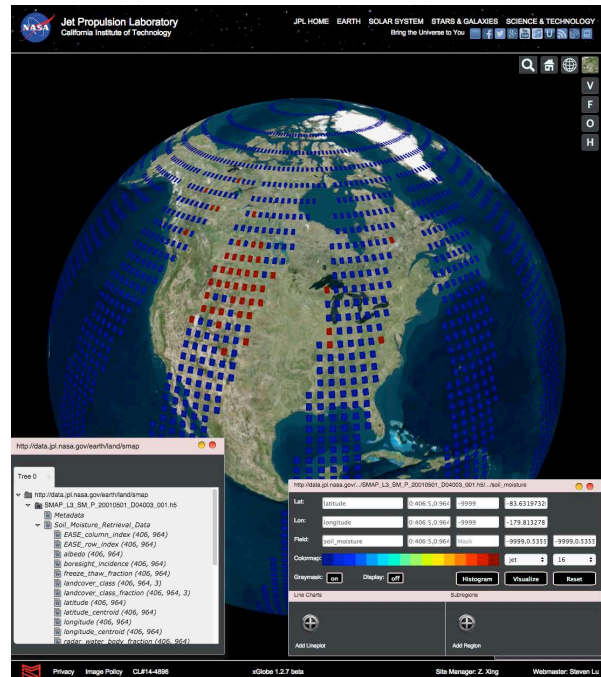 NASA
Jet Propulsion Laboratory
California Institute of Technology
JPL HOME EARTH SOLAR SYSTEM STARS & GALAXIES SCIENCE & TECHNOLOGY
Bring the Universe to You
V
F
O
H
http://data.jpl.nasa.gov/earth/land/smap
Tree 0
http://data.jpl.nasa.gov/earth/land/smap
SMAP_L3_SM_P_20010501_D04003_001.h5
Metadata
Soil_Moisture_Retrieval_Data
EASE_column_index (406, 964)
EASE_row_index (406, 964)
albedo (406, 964)
boresight_incidence (406, 964)
freeze_thaw_fraction (406, 964)
landcover_class (406, 964, 3)
landcover_class_fraction (406, 964, 3)
latitude (406, 964)
latitude_centroid (406, 964)
longitude (406, 964)
longitude_centroid (406, 964)
radar_water_body_fraction (406, 964)
http://data.jpl.nasa.gov/.../SMAP_L3_SM_P_20010501_D04003_001.h5/.../soil_moisture
Lat: latitude 0:406:5,0:964 -9999 -83.6319732
Lon: longitude 0:406:5,0:964 -9999 -179.813278
Field: soil_moisture 0:406:5,0:964 Mask -9999,0.5355 -9999,0.5355
Colormap: jet 16
Graymask: on Display: off Histogram Visualize Reset
Line Charts Subregions
Add Lineplot Add Region
Privacy Image Policy CL#14-4896 xGlobe 1.2.7 beta Site Manager: Z. Xing Webmaster: Steven Lu